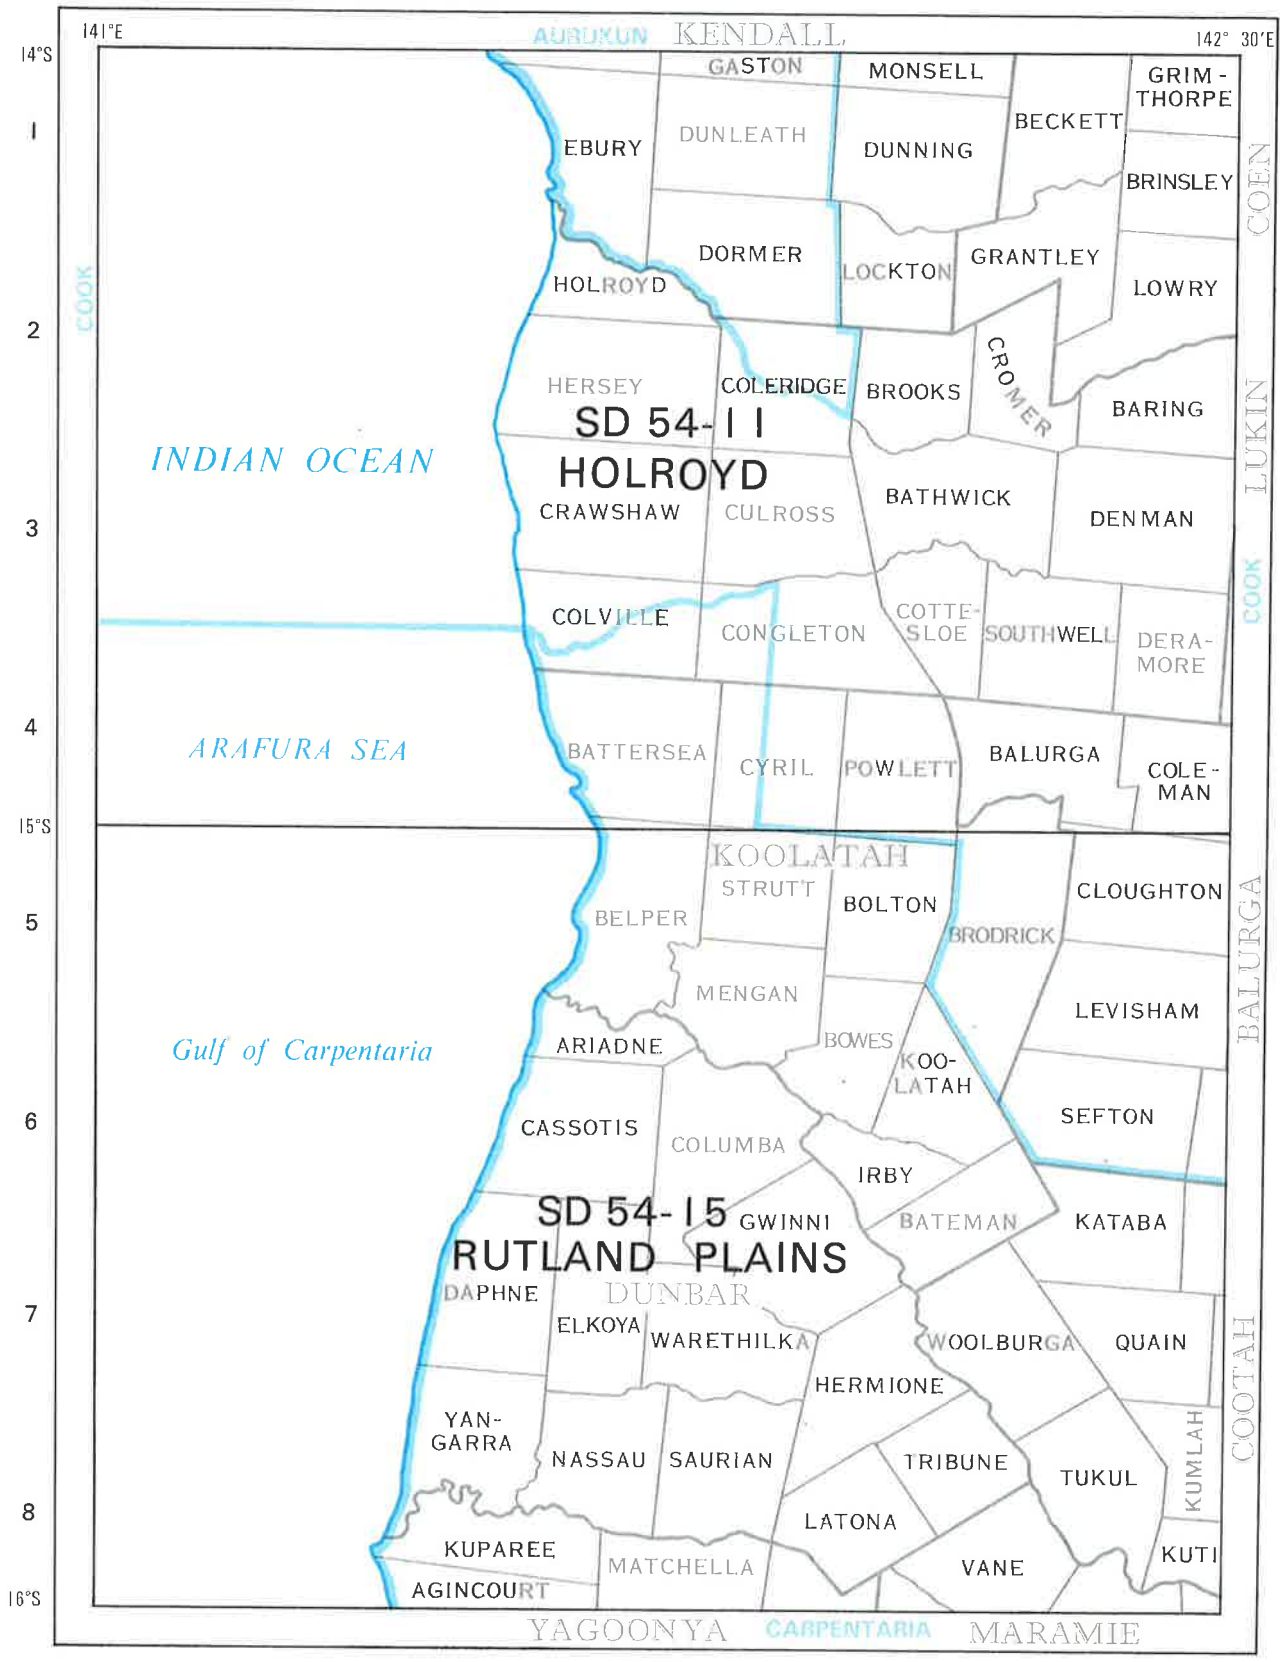 141°E
AURUKUN KENDALL
142° 30'E
14°S
GASTON
MONSELL
GRIM-
THORPE
1
BECKETT
EBURY
DUNLEATH
DUNNING
COEN
BRINSLEY
DORMER
LOCKTON
GRANTLEY
COOK
HOLROYD
LOWRY
2
CROMER
HERSEY
COLERIDGE
BROOKS
BARING
SD 54-11
LUKIN
INDIAN OCEAN
HOLROYD
CRAWSHAW
CULROSS
BATHWICK
DENMAN
3
COOK
COLVILLE
CONGLETON
COTTE-
SLOE
SOUTHWELL
DERA-
MORE
4
ARAFURA SEA
BATTERSEA
CYRIL
POWLETT
BALURGA
COLE-
MAN
15°S
KOOLATAH
STRUTT
BOLTON
CLOUGHTON
5
BELPER
BRODRICK
BALURGA
MENGAN
LEVISHAM
Gulf of Carpentaria
ARIADNE
BOWES
KOO-
LATAH
6
CASSOTIS
COLUMBA
SEFTON
IRBY
SD 54-15
GWINNI
BATEMAN
KATABA
RUTLAND PLAINS
DAPHNE
DUNBAR
7
ELKOYA
WARETHILKA
WOOLBURGA
QUAIN
HERMIONE
COOTAH
YAN-
GARRA
NASSAU
SAURIAN
TRIBUNE
TUKUL
KUMLAH
8
LATONA
KUPAREE
MATCHELLA
VANE
KUTI
AGINCOURT
16°S
YAGOONYA CARPENTARIA MARAMIE